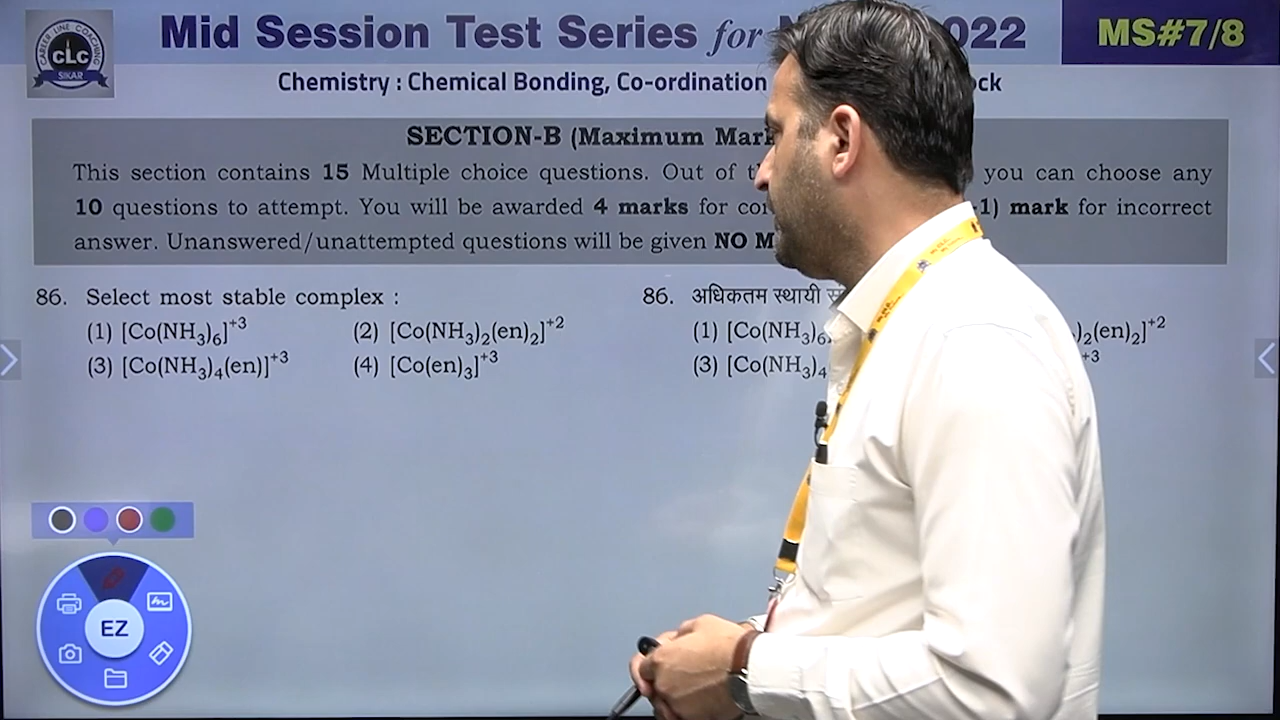 CAREER LINE COACHING
CLC
SIKAR
Mid Session Test Series for 022
MS#7/8
Chemistry : Chemical Bonding, Co-ordination ock
SECTION-B (Maximum Mar
This section contains 15 Multiple choice questions. Out of you can choose any
10 questions to attempt. You will be awarded 4 marks for -1) mark for incorrect
answer. Unanswered/unattempted questions will be given NO M
86. Select most stable complex :
(1) [Co(NH₃)₆]⁺³ (2) [Co(NH₃)₂(en)₂]⁺²
(3) [Co(NH₃)₄(en)]⁺³ (4) [Co(en)₃]⁺³
86. अधिकतम स्थायी
(1) [Co(NH₃)₆ )₂(en)₂]⁺²
(3) [Co(NH₃)₄ ⁺³
EZ